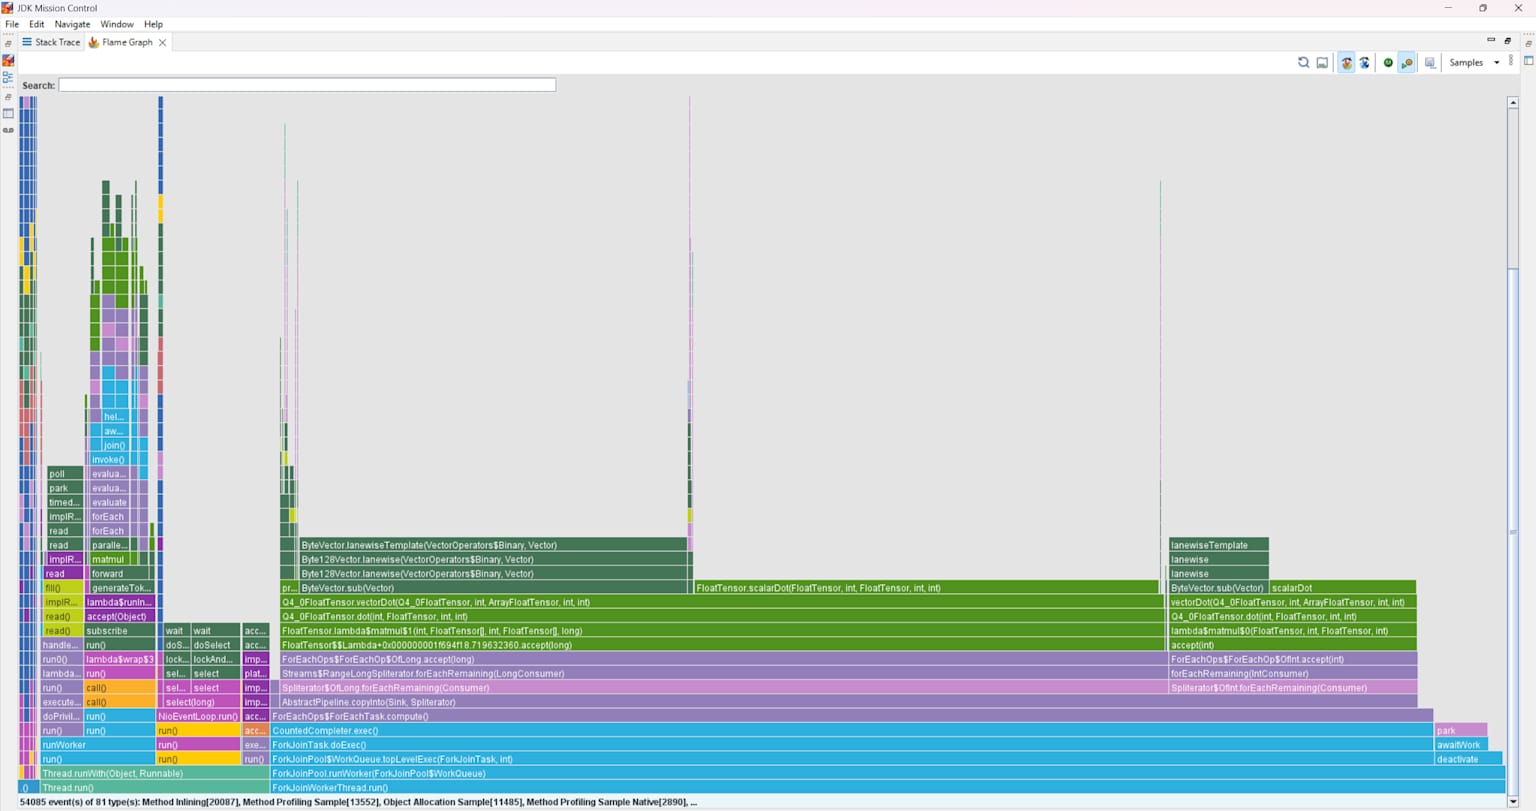 JDK Mission Control
File Edit Navigate Window Help
Stack Trace Flame Graph
Samples
Search:
hel...
aw...
join()
invoke()
poll evalua...
park evalua...
timed... evaluate
implR... forEach
read forEach
read paralle... ByteVector.lanewiseTemplate(VectorOperators$Binary, Vector) lanewiseTemplate
implR... matmul Byte128Vector.lanewise(VectorOperators$Binary, Vector) lanewise
read forward Byte128Vector.lanewise(VectorOperators$Binary, Vector) lanewise
fill() generateTok... pr... ByteVector.sub(Vector) FloatTensor.scalarDot(FloatTensor, int, FloatTensor, int, int) ByteVector.sub(Vector) scalarDot
implR... lambda$runIn... Q4_0FloatTensor.vectorDot(Q4_0FloatTensor, int, ArrayFloatTensor, int, int) vectorDot(Q4_0FloatTensor, int, ArrayFloatTensor, int, int)
read() accept(Object) Q4_0FloatTensor.dot(int, FloatTensor, int, int) Q4_0FloatTensor.dot(int, FloatTensor, int, int)
read() subscribe wait wait acc... FloatTensor.lambda$matmul$1(int, FloatTensor[], int, FloatTensor[], long) lambda$matmul$0(FloatTensor, FloatTensor, int, FloatTensor, int)
handle... run() doS... doSelect acc... FloatTensor$$Lambda+0x000000001f694f18.719632360.accept(long) accept(int)
run0() lambda$wrap$3 lock... lockAnd... imp... ForEachOps$ForEachOp$OfLong.accept(long) ForEachOps$ForEachOp$OfInt.accept(int)
lambda... run() sel... select plat... Streams$RangeLongSpliterator.forEachRemaining(LongConsumer) forEachRemaining(IntConsumer)
run() call() sel... select imp... Spliterator$OfLong.forEachRemaining(Consumer) Spliterator$OfInt.forEachRemaining(Consumer)
execute... call() select(long) imp... AbstractPipeline.copyInto(Sink, Spliterator)
doPrivil... run() NioEventLoop.run() acc... ForEachOps$ForEachTask.compute()
run() run() run() acc... CountedCompleter.exec() park
runWorker run() exe... ForkJoinTask.doExec() awaitWork
run() run() run() ForkJoinPool$WorkQueue.topLevelExec(ForkJoinTask, int) deactivate
Thread.runWith(Object, Runnable) ForkJoinPool.runWorker(ForkJoinPool$WorkQueue)
() Thread.run() ForkJoinWorkerThread.run()
54085 event(s) of 81 type(s): Method Inlining[20087], Method Profiling Sample[13552], Object Allocation Sample[11485], Method Profiling Sample Native[2890], ...